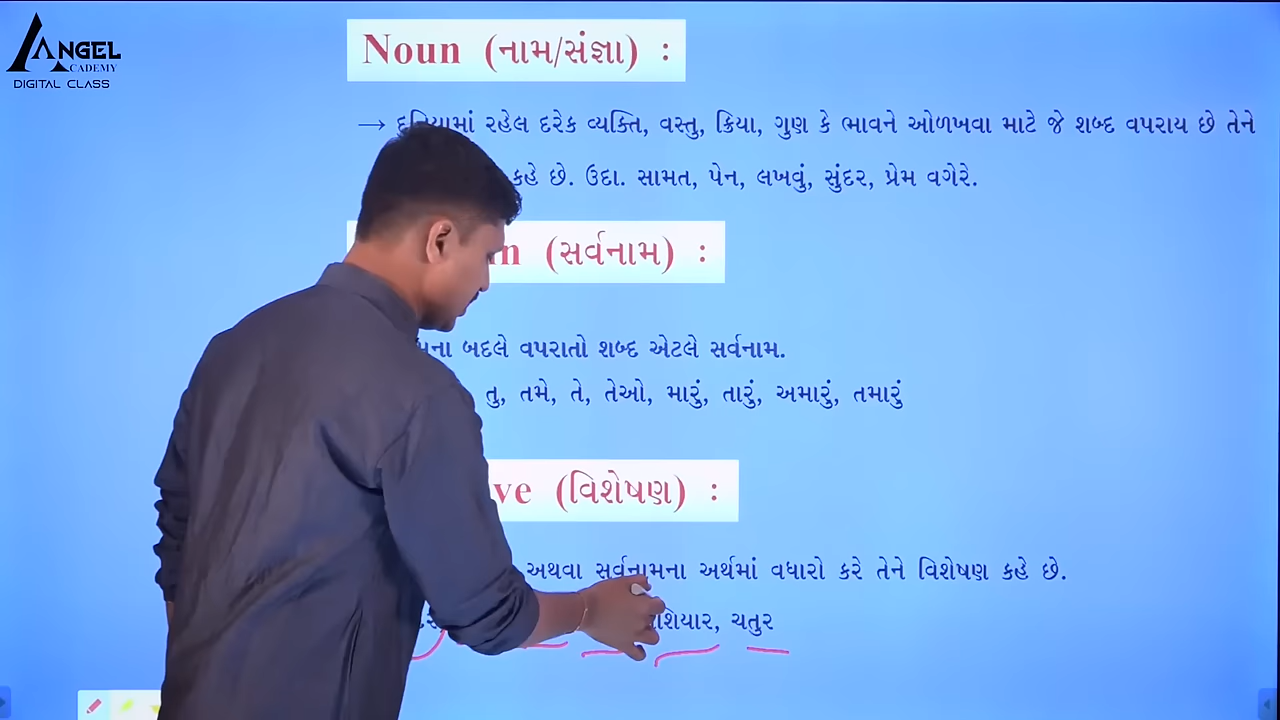 ANGEL
ACADEMY
DIGITAL CLASS
Noun (નામ/સંજ્ઞા) :
→ દુનિયામાં રહેલ દરેક વ્યક્તિ, વસ્તુ, ક્રિયા, ગુણ કે ભાવને ઓળખવા માટે જે શબ્દ વપરાય છે તેને
કહે છે. ઉદા. સામત, પેન, લખવું, સુંદર, પ્રેમ વગેરે.
(સર્વનામ) :
બદલે વપરાતો શબ્દ એટલે સર્વનામ.
તુ, તમે, તે, તેઓ, મારું, તારું, અમારું, તમારું
(વિશેષણ) :
અથવા સર્વનામના અર્થમાં વધારો કરે તેને વિશેષણ કહે છે.
ચતુર